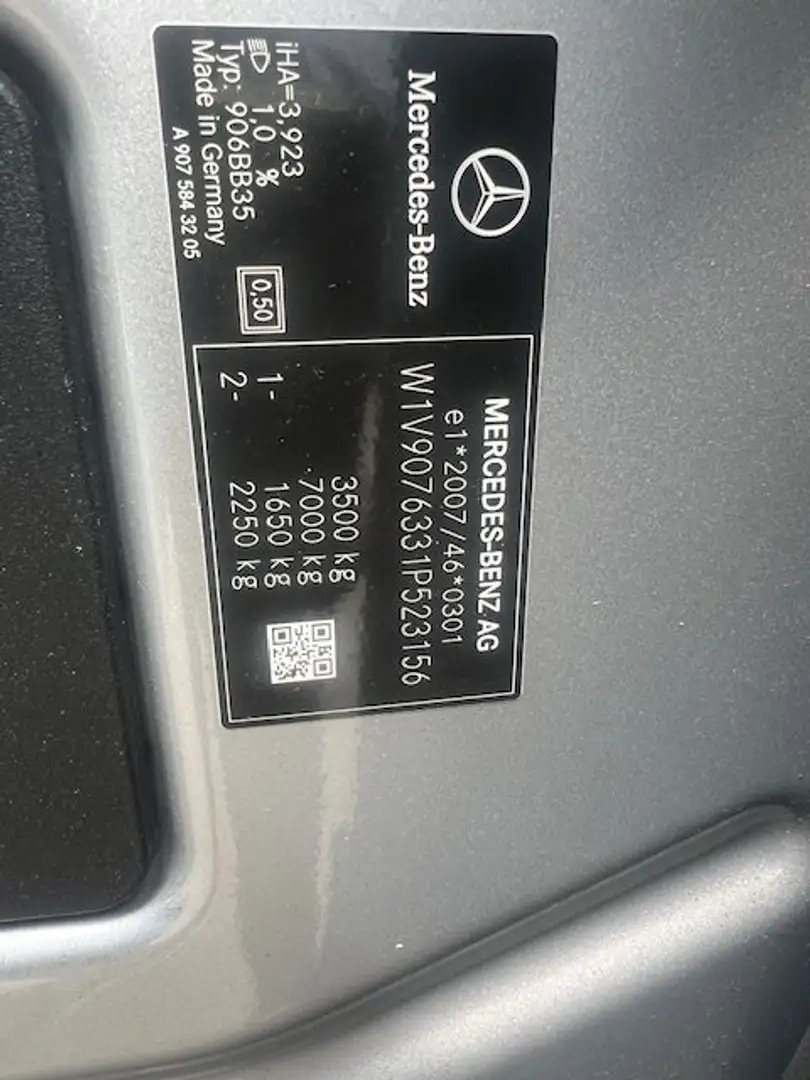 Mercedes-Benz
iHA=3,923
1,0 %
Typ: 906BB35
Made in Germany
A 907 584 32 05
0,50
MERCEDES-BENZ AG
e1*2007/46*0301
W1V9076331P523156
3500 kg
7000 kg
1- 1650 kg
2- 2250 kg